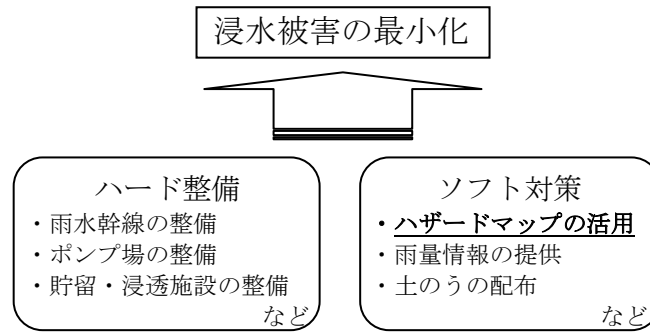 浸水被害の最小化
ハード整備
・雨水幹線の整備
・ポンプ場の整備
・貯留・浸透施設の整備
など
ソフト対策
・ハザードマップの活用
・雨量情報の提供
・土のうの配布
など